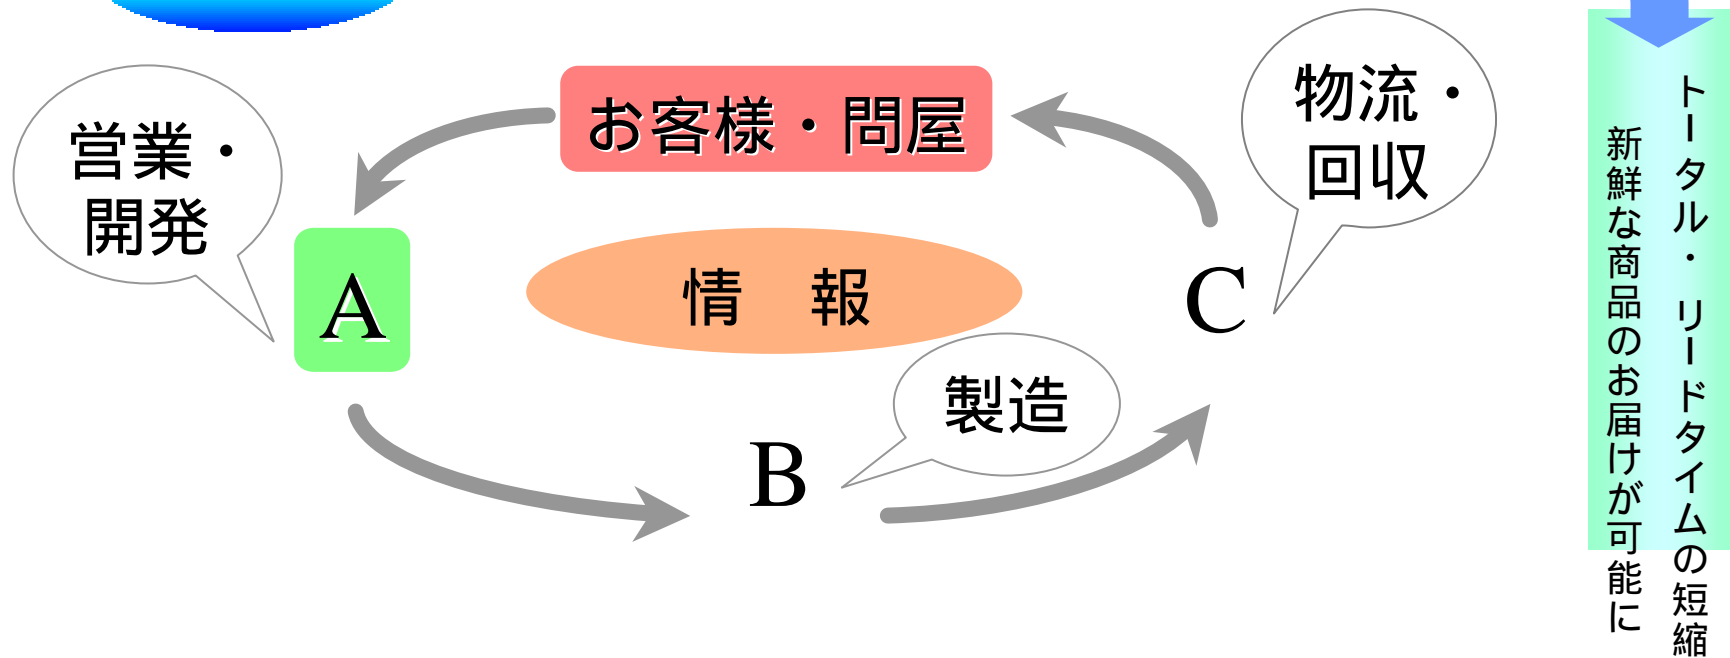 お客様・問屋
営業・
開発
A
情　報
物流・
回収
C
製造
B
トータル・リードタイムの短縮
新鮮な商品のお届けが可能に